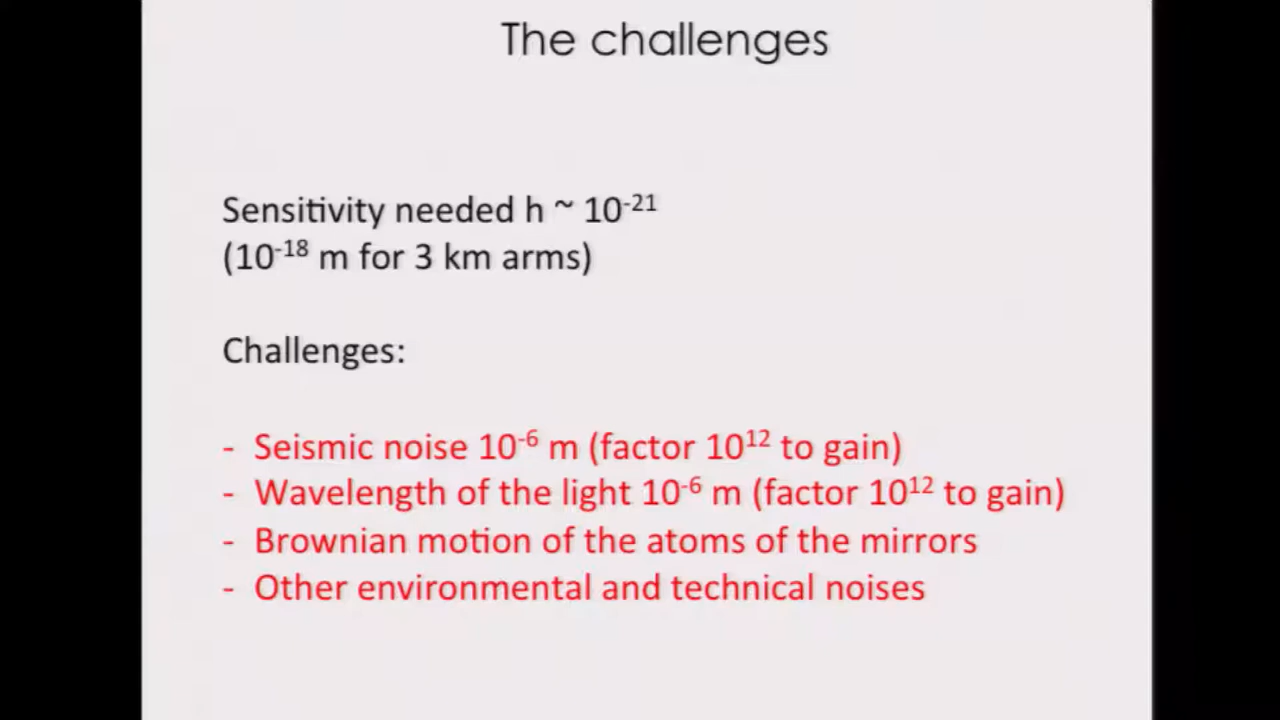 The challenges
Sensitivity needed h ~ 10⁻²¹
(10⁻¹⁸ m for 3 km arms)
Challenges:
- Seismic noise 10⁻⁶ m (factor 10¹² to gain)
- Wavelength of the light 10⁻⁶ m (factor 10¹² to gain)
- Brownian motion of the atoms of the mirrors
- Other environmental and technical noises